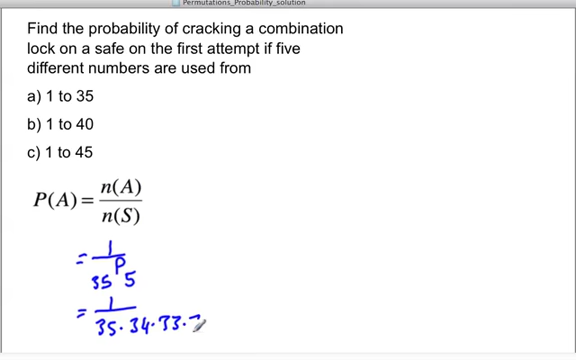 Permutations_Probability_solution
Find the probability of cracking a combination
lock on a safe on the first attempt if five
different numbers are used from
a) 1 to 35
b) 1 to 40
c) 1 to 45
P(A) = n(A) / n(S)
= 1 / 35P5
= 1 / 35 · 34 · 33 ·